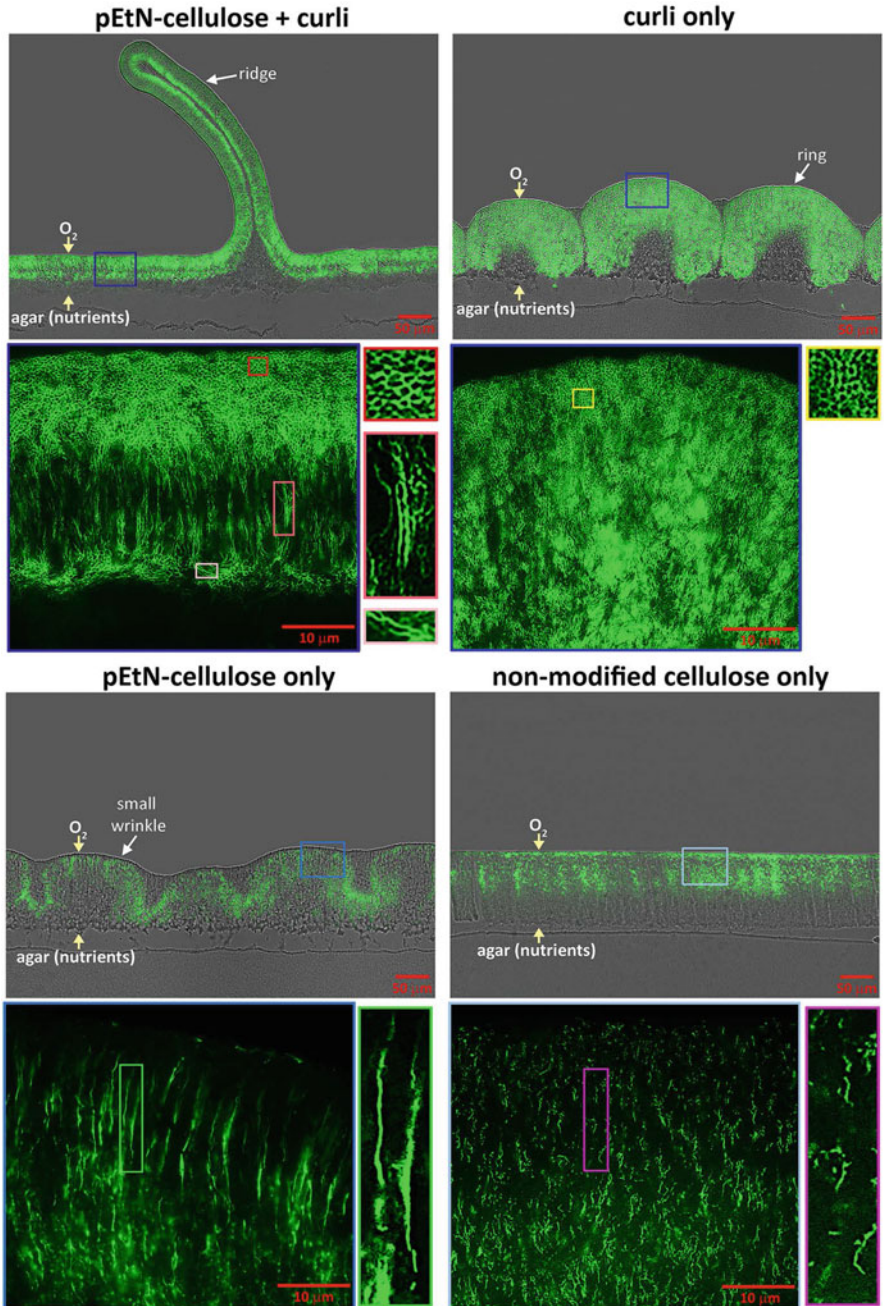 pEtN-cellulose + curli
ridge
O₂
agar (nutrients)
50 μm
10 μm
curli only
ring
O₂
agar (nutrients)
50 μm
10 μm
pEtN-cellulose only
small
wrinkle
O₂
agar (nutrients)
50 μm
10 μm
non-modified cellulose only
O₂
agar (nutrients)
50 μm
10 μm